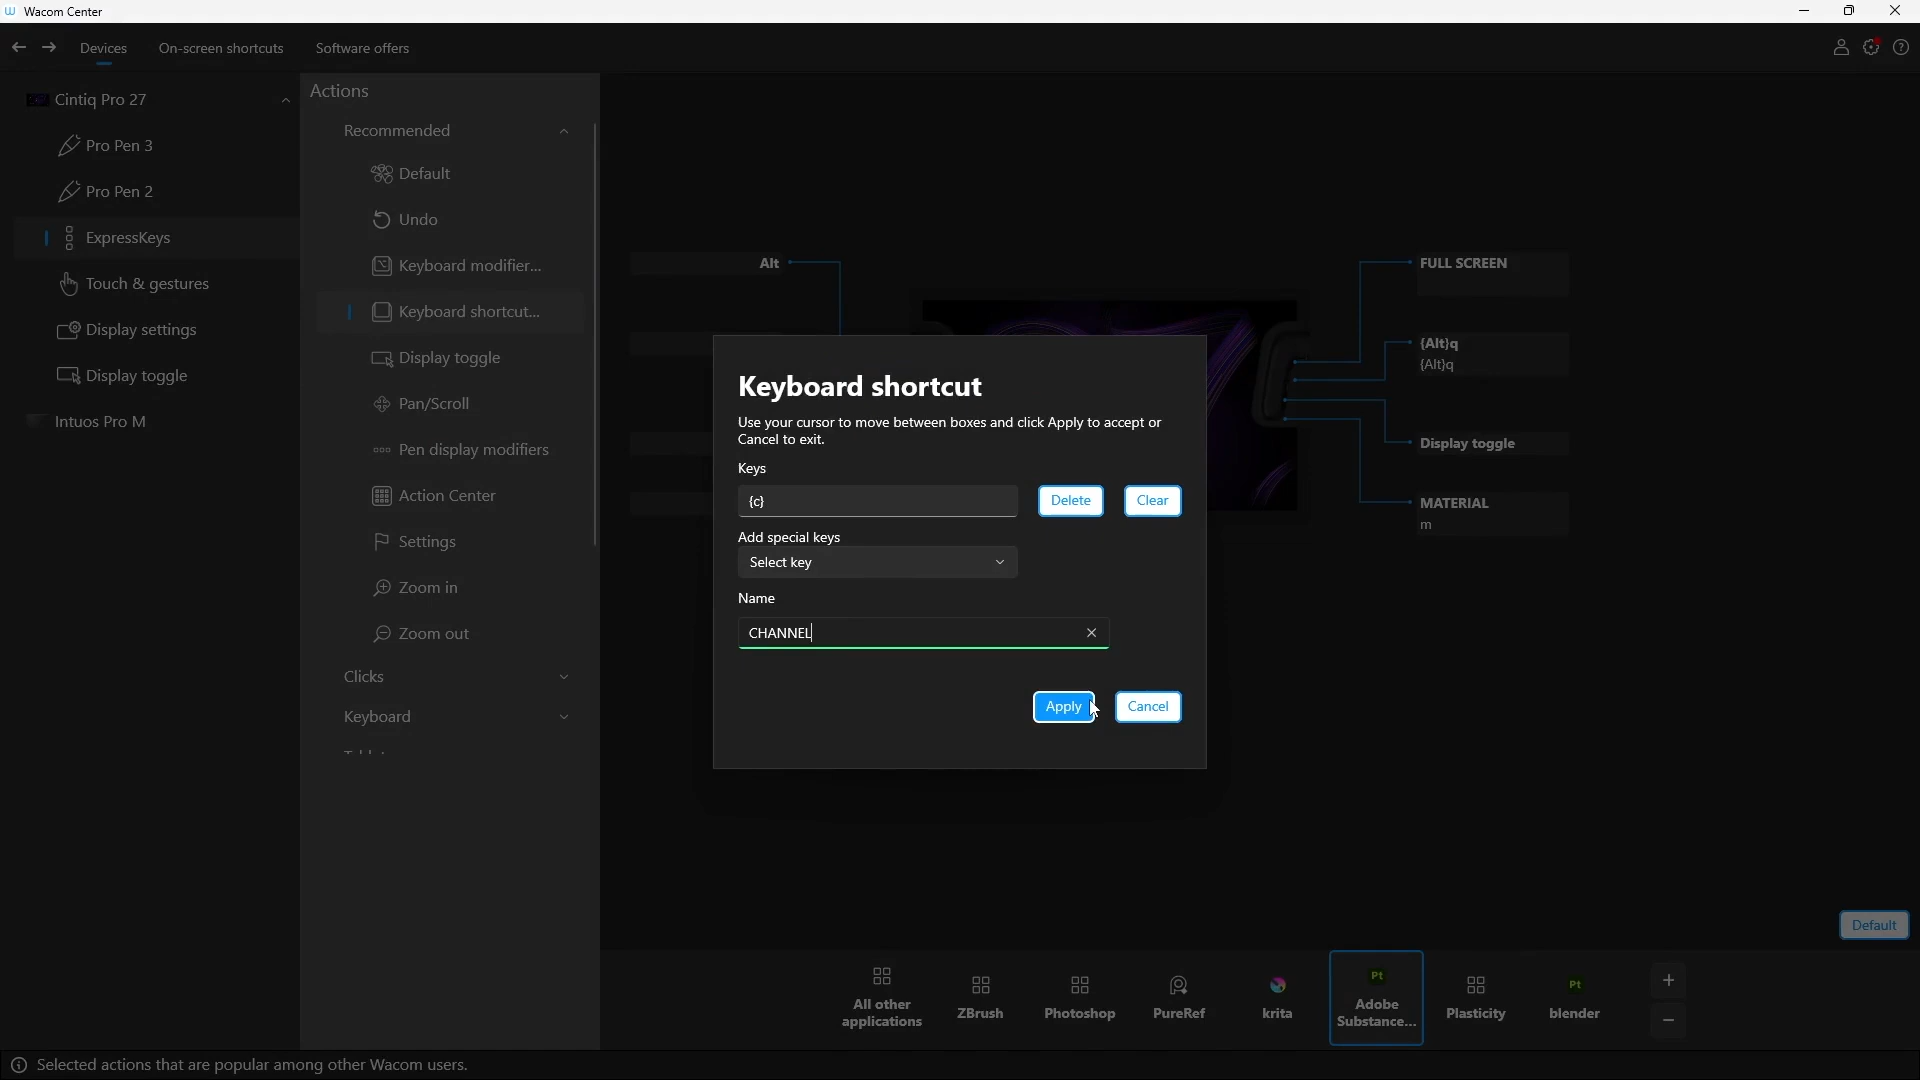 Wacom Center
Devices
On-screen shortcuts
Software offers
Cintiq Pro 27
Pro Pen 3
Pro Pen 2
ExpressKeys
Touch & gestures
Display settings
Display toggle
Intuos Pro M
Actions
Recommended
Default
Undo
Keyboard modifier...
Keyboard shortcut...
Display toggle
Pan/Scroll
Pen display modifiers
Action Center
Settings
Zoom in
Zoom out
Clicks
Keyboard
Alt
FULL SCREEN
{Alt}q
{Alt}q
Display toggle
MATERIAL
m
Keyboard shortcut
Use your cursor to move between boxes and click Apply to accept or
Cancel to exit.
Keys
{c}
Delete
Clear
Add special keys
Select key
Name
CHANNEL
Apply
Cancel
Default
All other
applications
ZBrush
Photoshop
PureRef
krita
Pt
Adobe
Substance...
Plasticity
Pt
blender
Selected actions that are popular among other Wacom users.